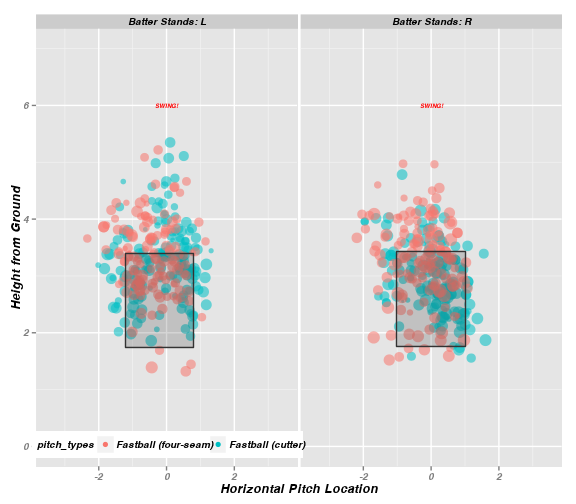 Batter Stands: L
Batter Stands: R
SWING!
SWING!
Height from Ground
6
4
2
0
pitch_types
Fastball (four-seam)
Fastball (cutter)
-2
0
2
-2
0
2
Horizontal Pitch Location